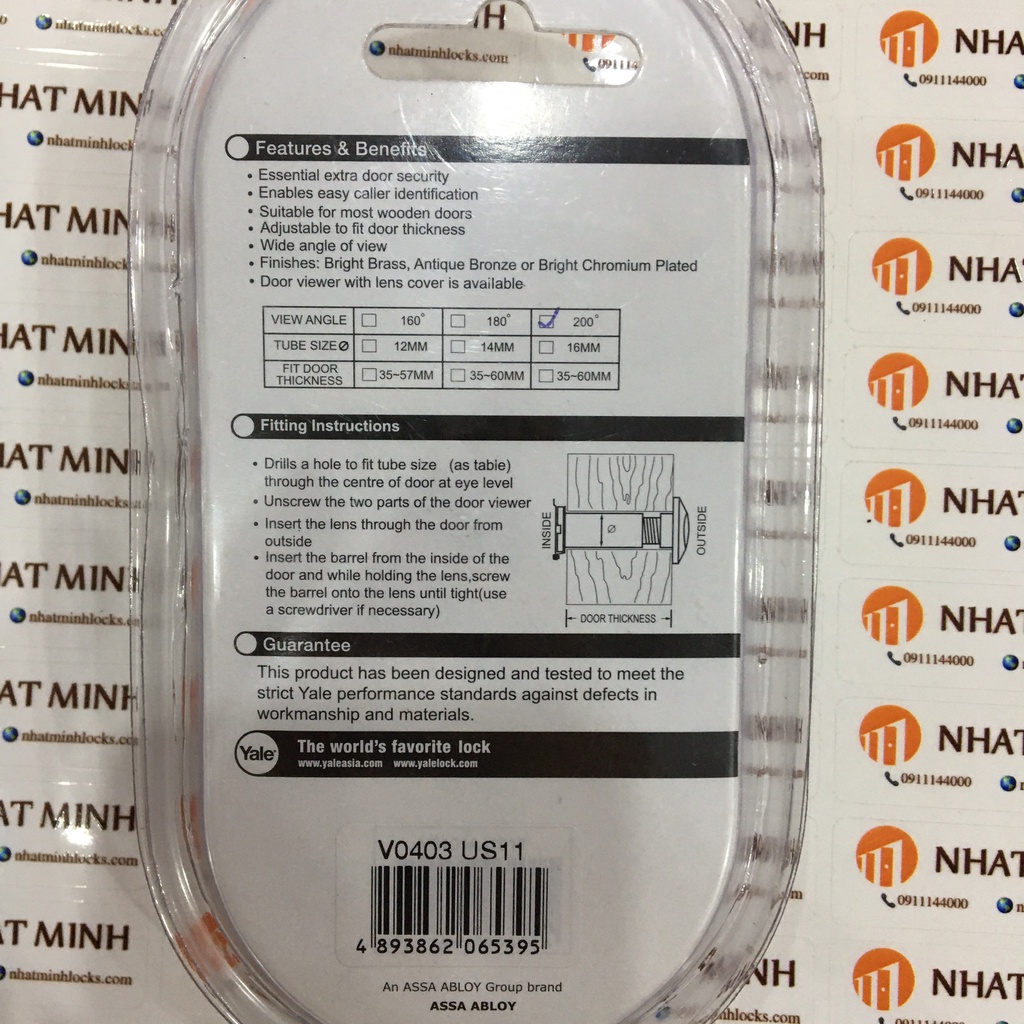 nhatminhlocks.com
Features & Benefits
• Essential extra door security
• Enables easy caller identification
• Suitable for most wooden doors
• Adjustable to fit door thickness
• Wide angle of view
• Finishes: Bright Brass, Antique Bronze or Bright Chromium Plated
• Door viewer with lens cover is available
VIEW ANGLE 160° 180° 200°
TUBE SIZE Ø 12MM 14MM 16MM
FIT DOOR THICKNESS 35~57MM 35~60MM 35~60MM
Fitting Instructions
• Drills a hole to fit tube size (as table)
through the centre of door at eye level
• Unscrew the two parts of the door viewer
• Insert the lens through the door from
outside
• Insert the barrel from the inside of the
door and while holding the lens,screw
the barrel onto the lens until tight(use
a screwdriver if necessary)
INSIDE
Ø
OUTSIDE
DOOR THICKNESS
Guarantee
This product has been designed and tested to meet the
strict Yale performance standards against defects in
workmanship and materials.
Yale
The world's favorite lock
www.yaleasia.com www.yalelock.com
V0403 US11
4 893862 065395
An ASSA ABLOY Group brand
ASSA ABLOY
NHAT MINH
nhatminhlocks.com
0911144000